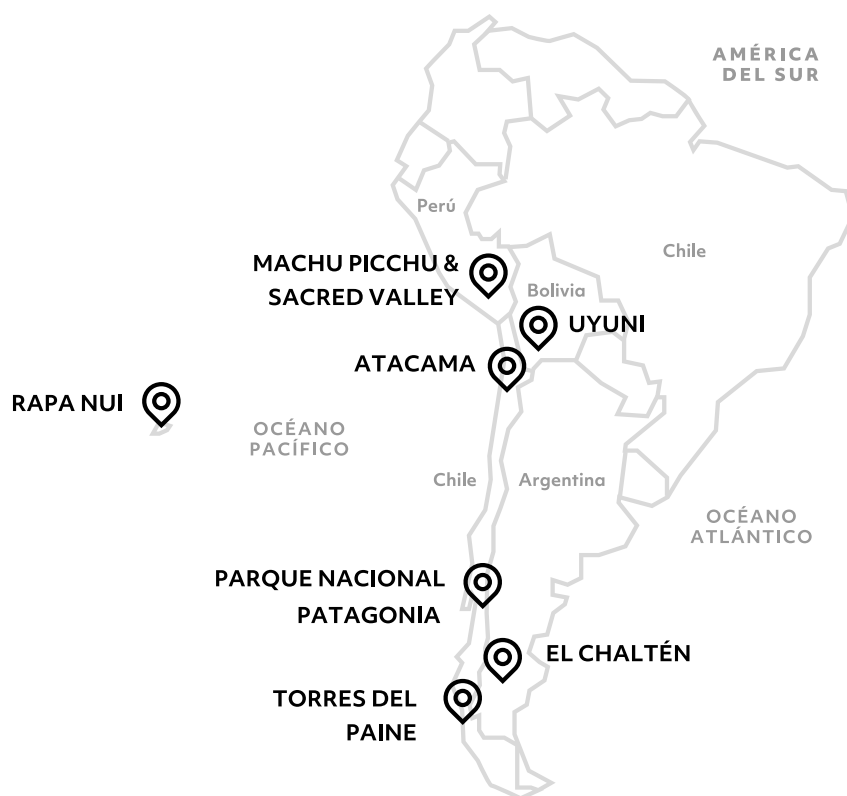 AMÉRICA
DEL SUR
Perú
Chile
MACHU PICCHU &
SACRED VALLEY
Bolivia
UYUNI
ATACAMA
RAPA NUI
OCÉANO
PACÍFICO
Chile
Argentina
OCÉANO
ATLÁNTICO
PARQUE NACIONAL
PATAGONIA
EL CHALTÉN
TORRES DEL
PAINE